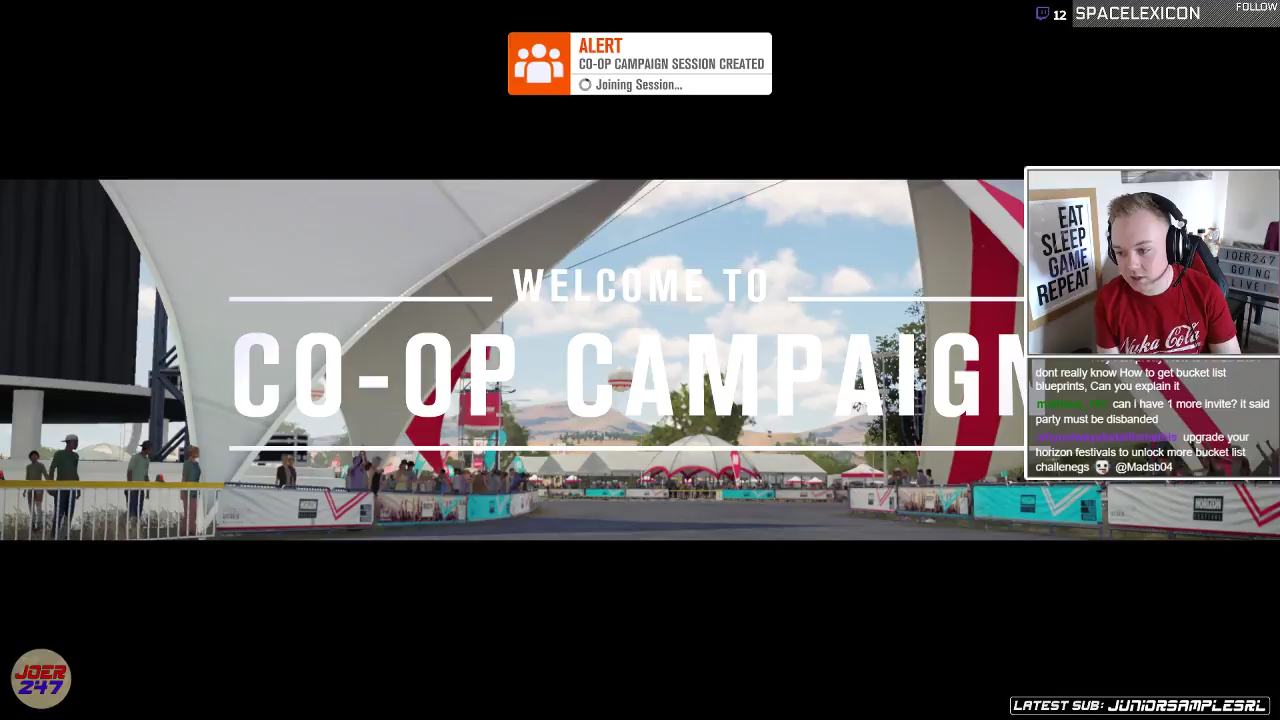 12 SPACELEXICON FOLLOW
ALERT
CO-OP CAMPAIGN SESSION CREATED
Joining Session...
WELCOME TO
CO-OP CAMPAIGN
EAT
SLEEP
GAME
REPEAT
JOER247
GOING
LIVE!
Nuka Cola
dont really know How to get bucket list
blueprints, Can you explain it
can i have 1 more invite? it said
party must be disbanded
upgrade your
horizon festivals to unlock more bucket list
challenegs @Madsb04
HORIZON
JOER
247
LATEST SUB: JUNIORSAMPLESRL